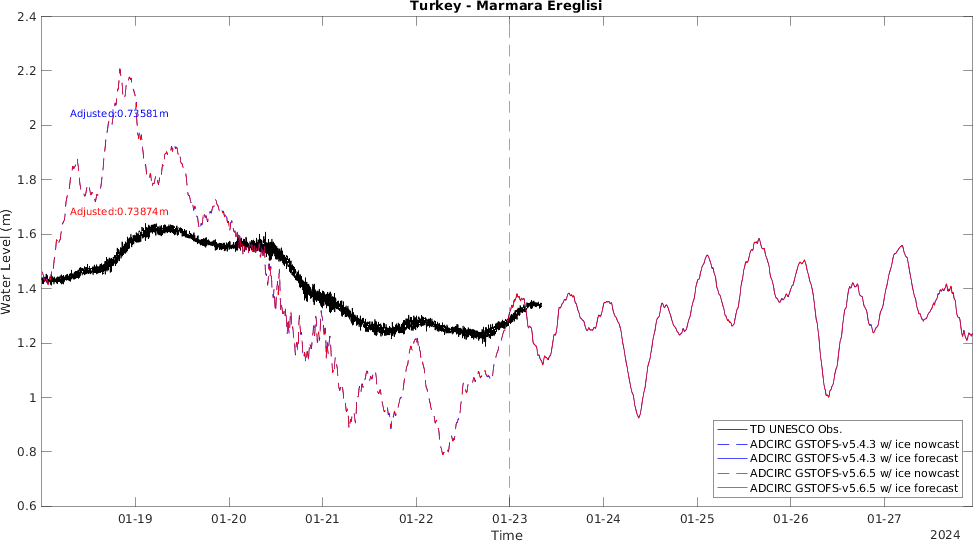 Turkey - Marmara Ereglisi
2.4
2.2
2
1.8
1.6
1.4
1.2
1
0.8
0.6
Water Level (m)
Adjusted:0.73581m
Adjusted:0.73874m
TD UNESCO Obs.
ADCIRC GSTOFS-v5.4.3 w/ ice nowcast
ADCIRC GSTOFS-v5.4.3 w/ ice forecast
ADCIRC GSTOFS-v5.6.5 w/ ice nowcast
ADCIRC GSTOFS-v5.6.5 w/ ice forecast
01-19 01-20 01-21 01-22 01-23 01-24 01-25 01-26 01-27
Time
2024